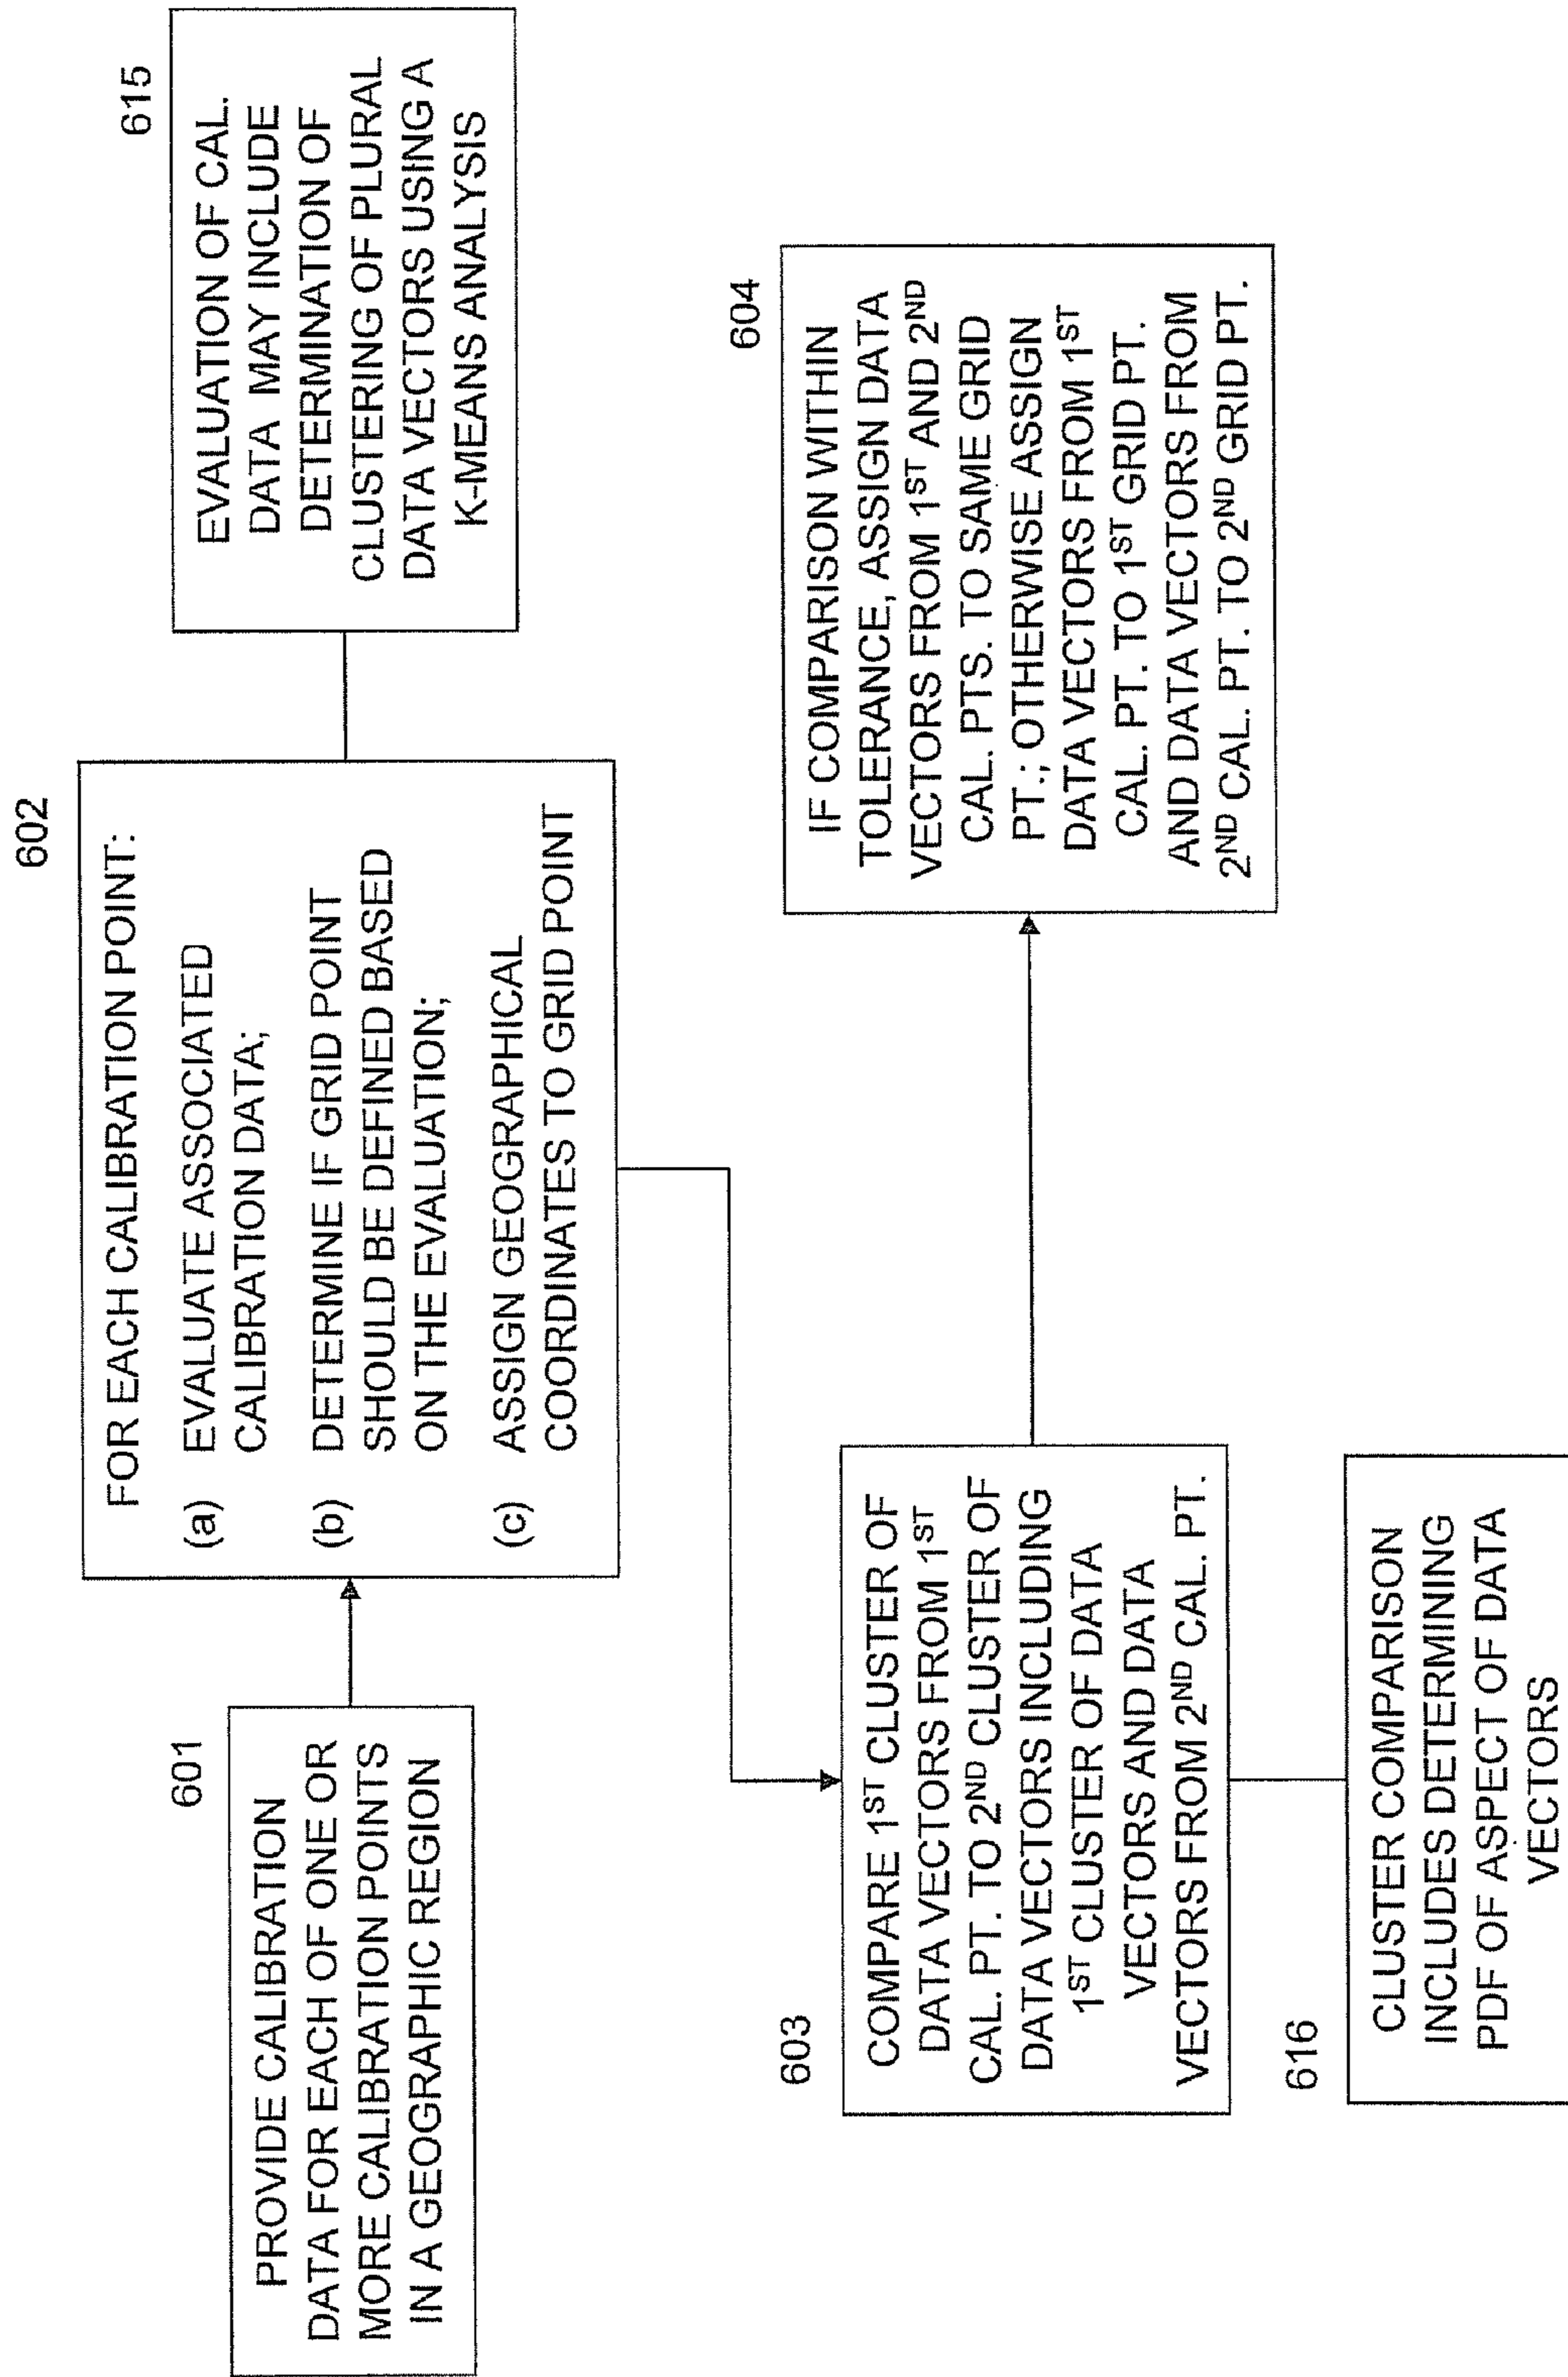 601
PROVIDE CALIBRATION
DATA FOR EACH OF ONE OR
MORE CALIBRATION POINTS
IN A GEOGRAPHIC REGION
602
FOR EACH CALIBRATION POINT:
(a) EVALUATE ASSOCIATED
CALIBRATION DATA;
(b) DETERMINE IF GRID POINT
SHOULD BE DEFINED BASED
ON THE EVALUATION;
(c) ASSIGN GEOGRAPHICAL
COORDINATES TO GRID POINT
615
EVALUATION OF CAL.
DATA MAY INCLUDE
DETERMINATION OF
CLUSTERING OF PLURAL
DATA VECTORS USING A
K-MEANS ANALYSIS
603
COMPARE 1ST CLUSTER OF
DATA VECTORS FROM 1ST
CAL. PT. TO 2ND CLUSTER OF
DATA VECTORS INCLUDING
1ST CLUSTER OF DATA
VECTORS AND DATA
VECTORS FROM 2ND CAL. PT.
604
IF COMPARISON WITHIN
TOLERANCE, ASSIGN DATA
VECTORS FROM 1ST AND 2ND
CAL. PTS. TO SAME GRID
PT.; OTHERWISE ASSIGN
DATA VECTORS FROM 1ST
CAL. PT. TO 1ST GRID PT.
AND DATA VECTORS FROM
2ND CAL. PT. TO 2ND GRID PT.
616
CLUSTER COMPARISON
INCLUDES DETERMINING
PDF OF ASPECT OF DATA
VECTORS